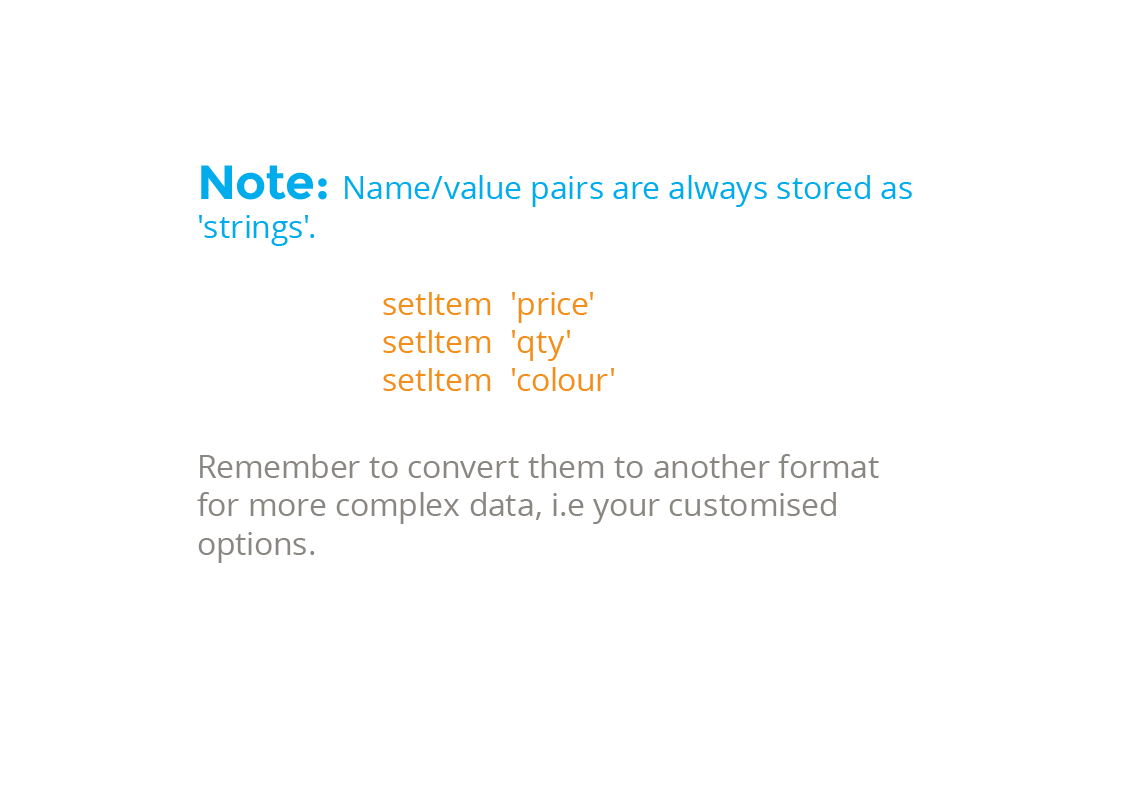 Note: Name/value pairs are always stored as
'strings'.
setItem 'price'
setItem 'qty'
setItem 'colour'
Remember to convert them to another format
for more complex data, i.e your customised
options.